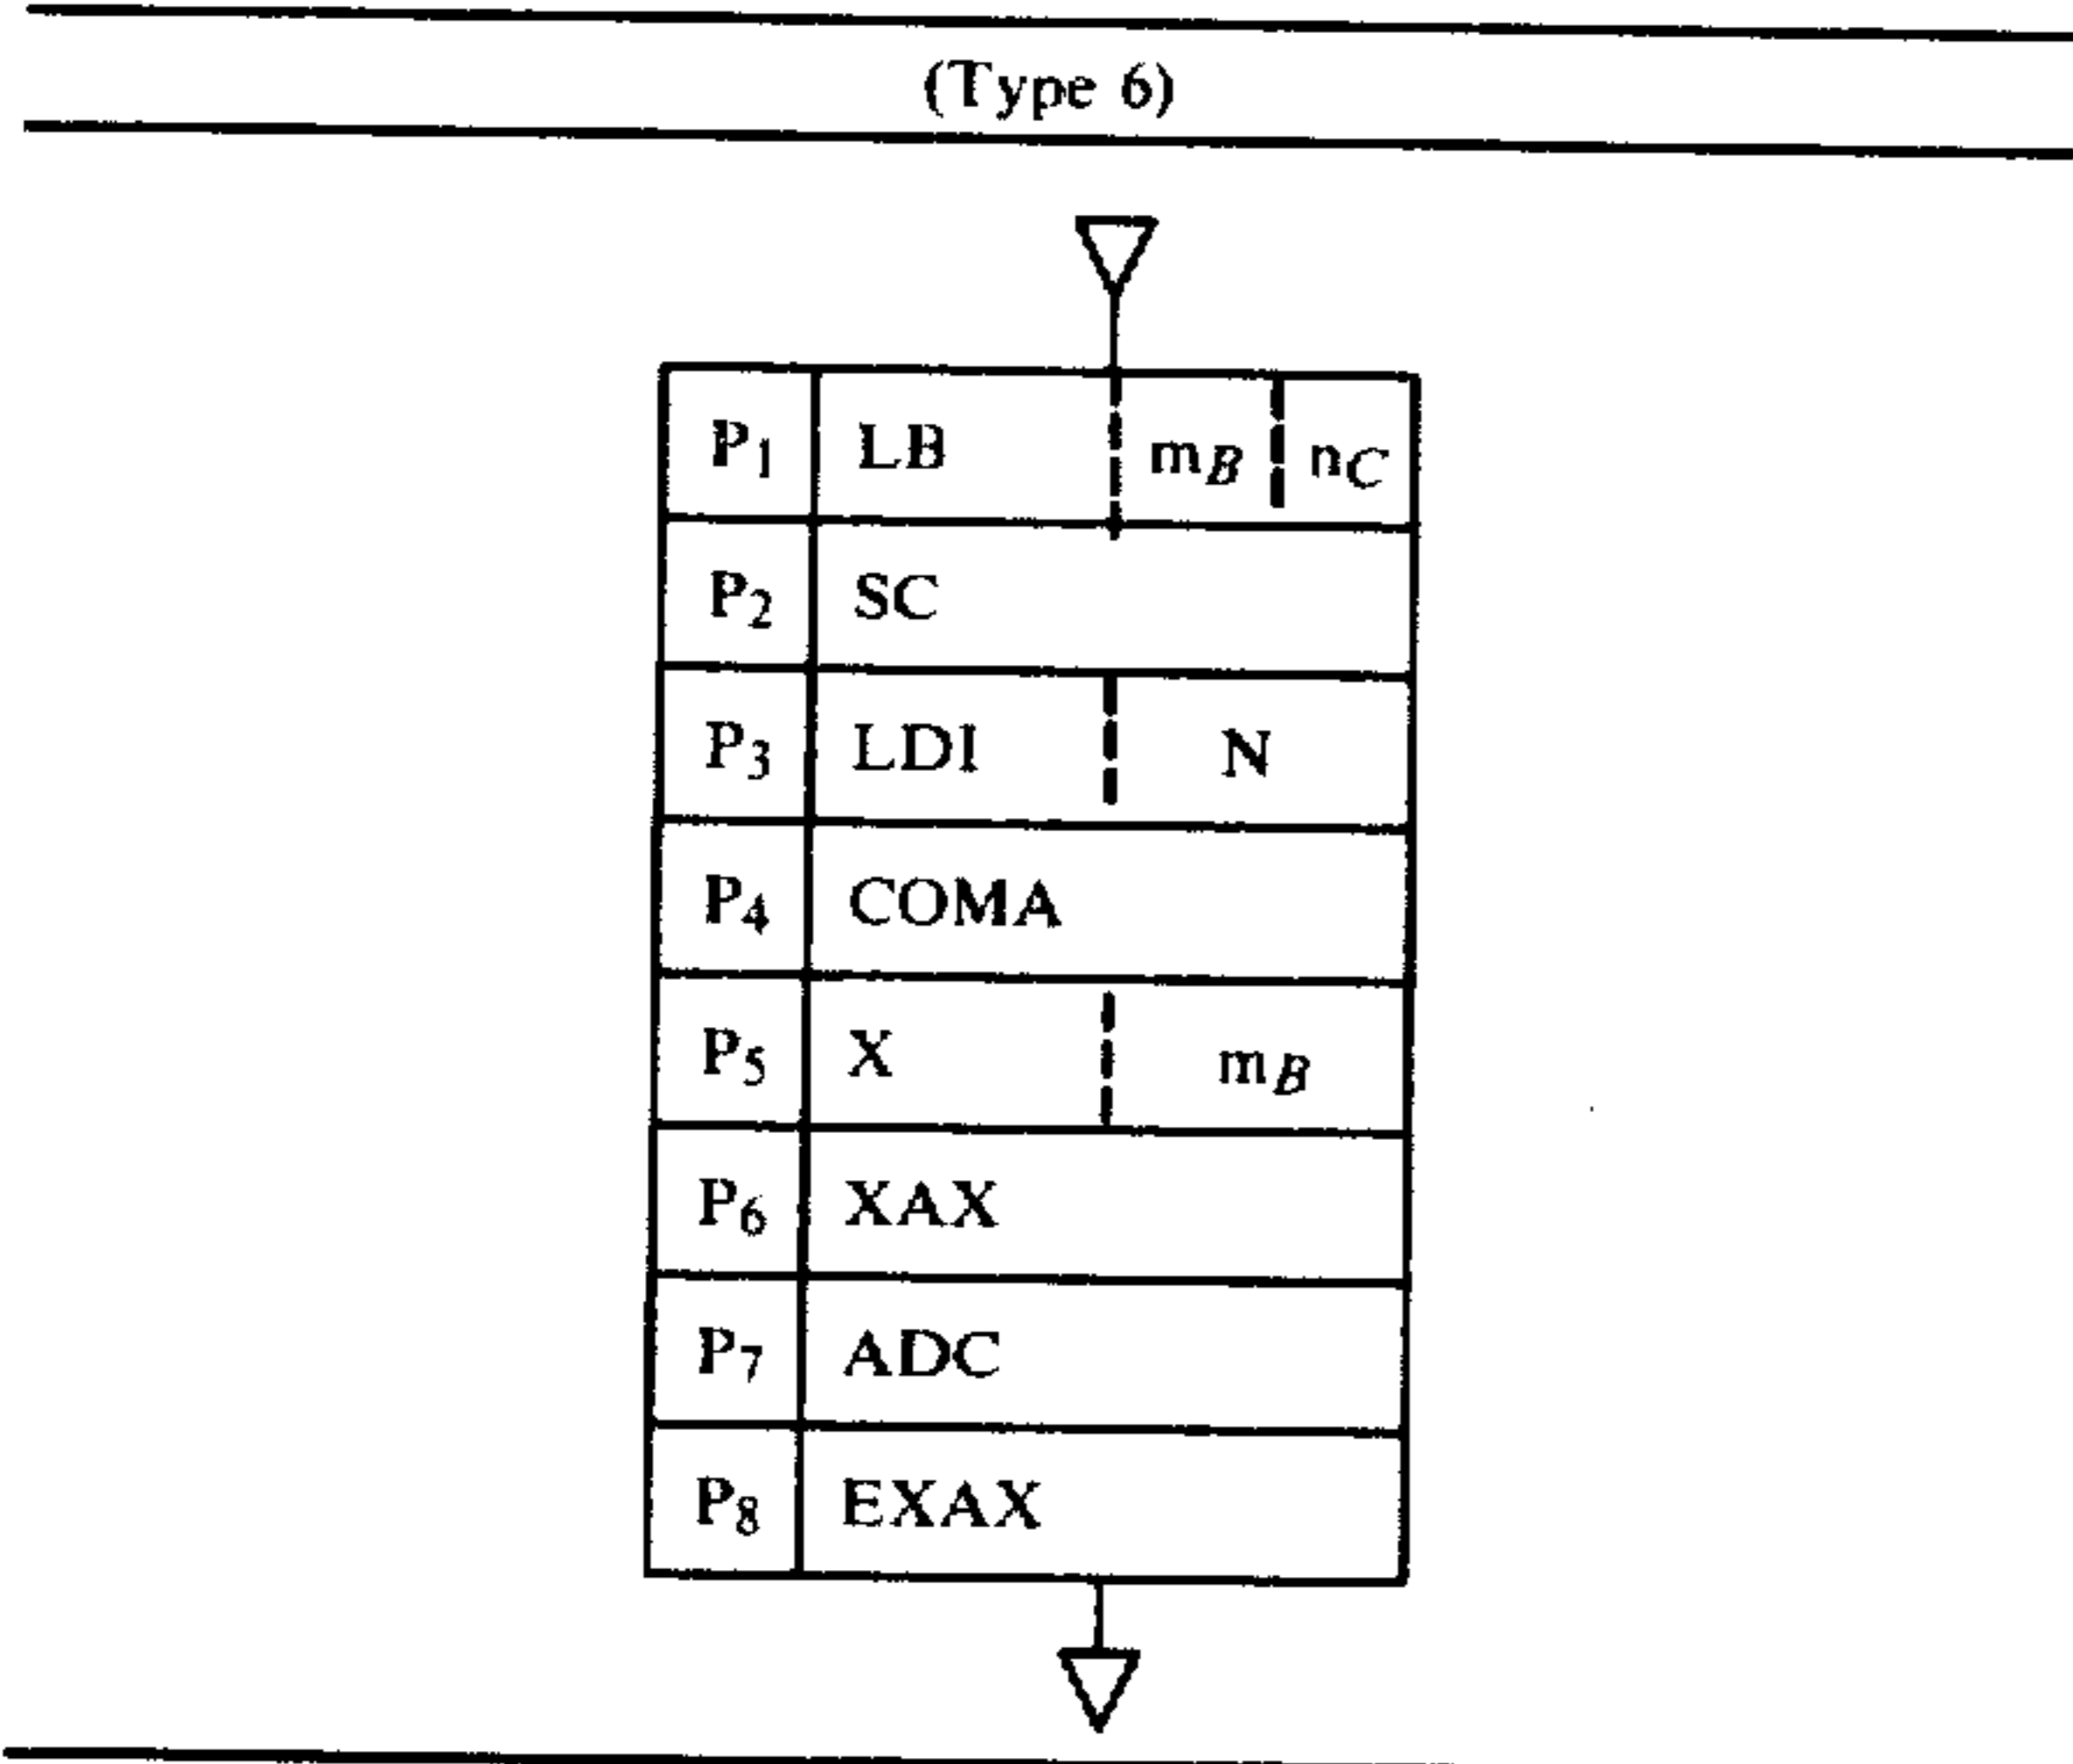 (Type 6)
P1 LB mB nC
P2 SC
P3 LDI N
P4 COMA
P5 X mB
P6 XAX
P7 ADC
P8 EXAX